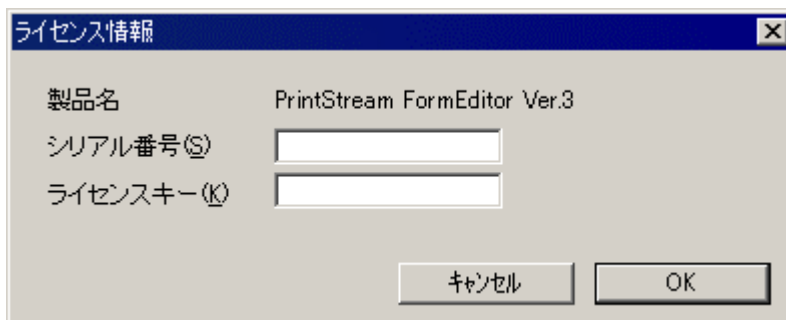 ライセンス情報
製品名 PrintStream FormEditor Ver.3
シリアル番号(S)
ライセンスキー(K)
ｷｬﾝｾﾙ OK